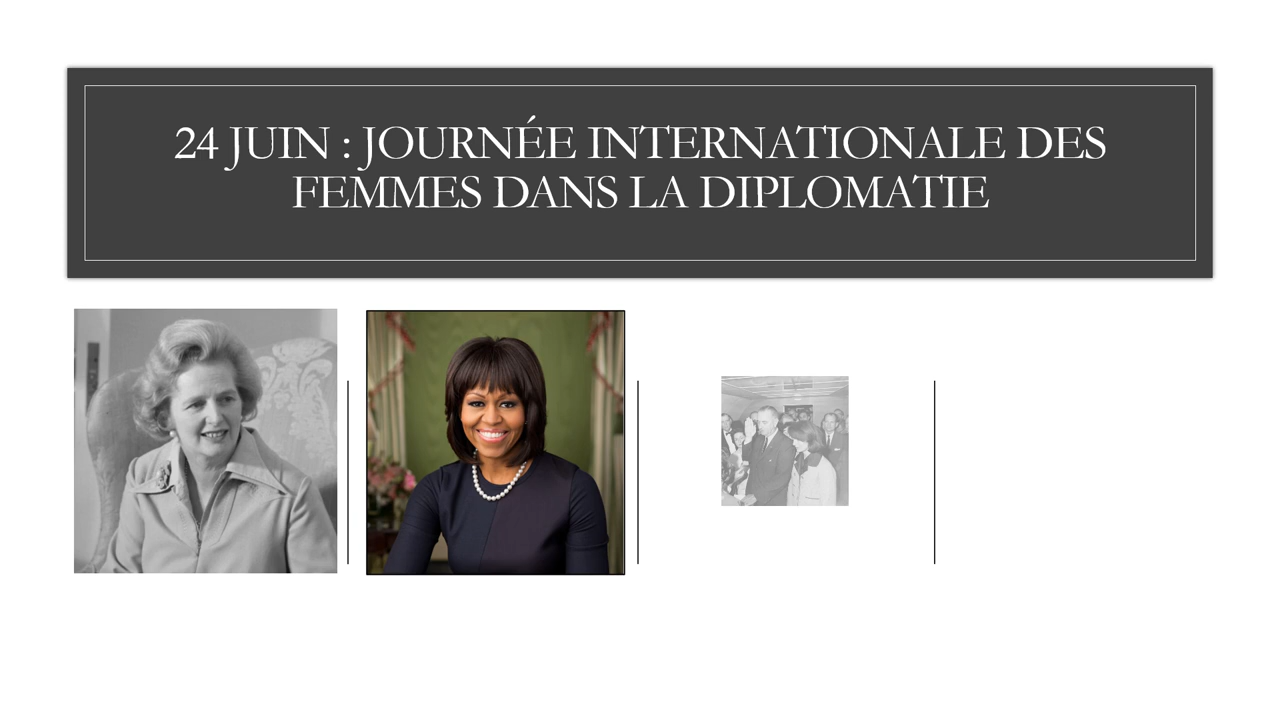 24 JUIN : JOURNÉE INTERNATIONALE DES
FEMMES DANS LA DIPLOMATIE